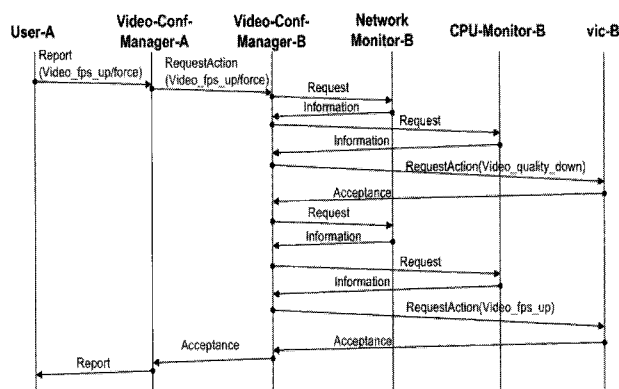 User-A
Video-Conf-
Manager-A
Video-Conf-
Manager-B
Network
Monitor-B
CPU-Monitor-B
vic-B
Report
(Video_fps_up/force)
RequestAction
(Video_fps_up/force)
Request
Information
Request
Information
RequestAction(Video_quality_down)
Acceptance
Request
Information
Request
Information
RequestAction(Video_fps_up)
Acceptance
Acceptance
Report